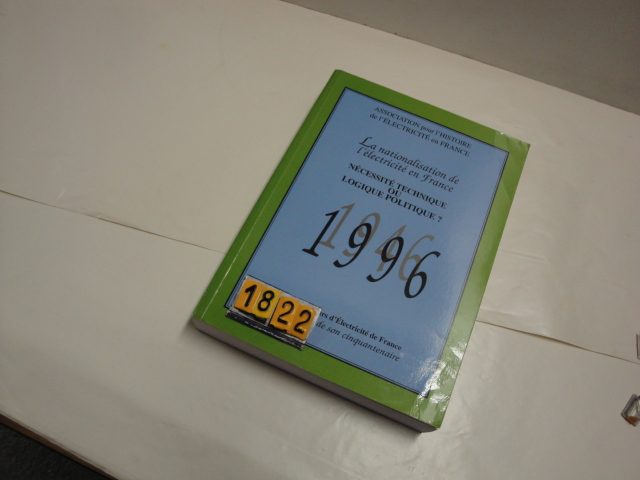 ASSOCIATION pour l'HISTOIRE
de l'ÉLECTRICITÉ en FRANCE
La nationalisation de
l'électricité en France
NÉCESSITÉ TECHNIQUE
OU
LOGIQUE POLITIQUE ?
1946
1996
1822
d'Électricité de France
de son cinquantenaire